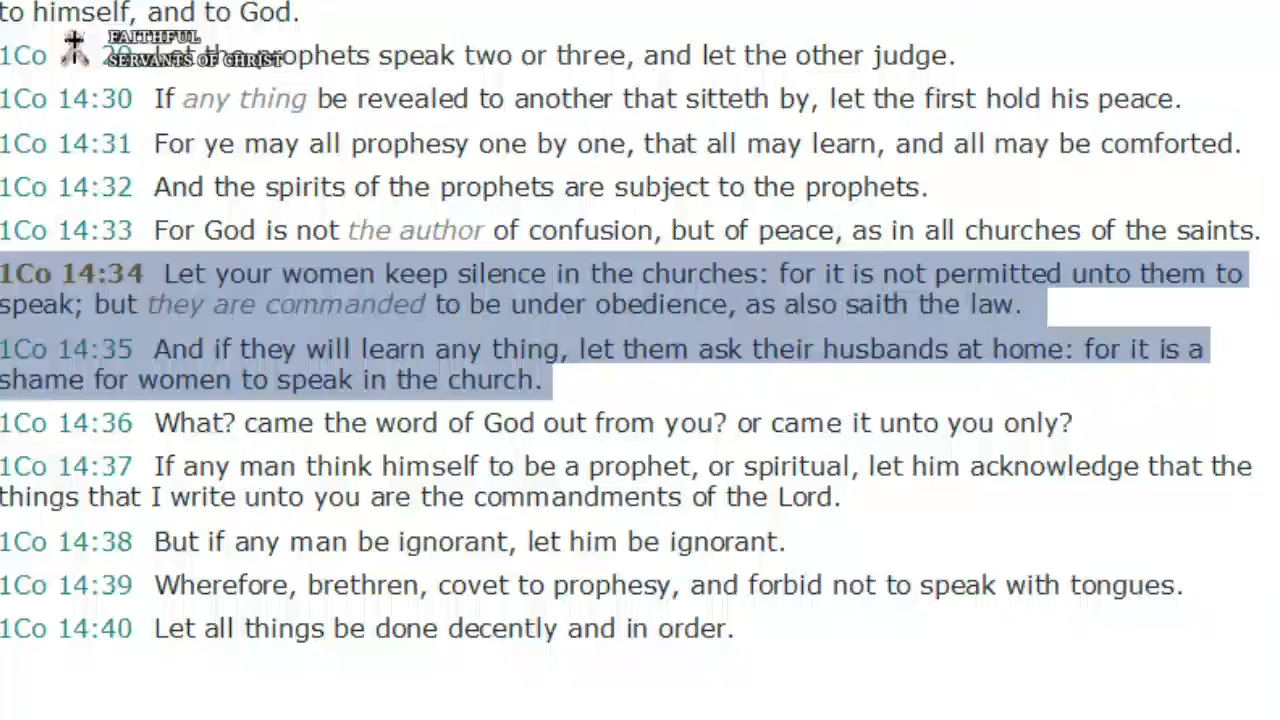 to himself, and to God.
FAITHFUL
SERVANTS OF CHRIST
1Co 29 Let the prophets speak two or three, and let the other judge.
1Co 14:30 If any thing be revealed to another that sitteth by, let the first hold his peace.
1Co 14:31 For ye may all prophesy one by one, that all may learn, and all may be comforted.
1Co 14:32 And the spirits of the prophets are subject to the prophets.
1Co 14:33 For God is not the author of confusion, but of peace, as in all churches of the saints.
1Co 14:34 Let your women keep silence in the churches: for it is not permitted unto them to
speak; but they are commanded to be under obedience, as also saith the law.
1Co 14:35 And if they will learn any thing, let them ask their husbands at home: for it is a
shame for women to speak in the church.
1Co 14:36 What? came the word of God out from you? or came it unto you only?
1Co 14:37 If any man think himself to be a prophet, or spiritual, let him acknowledge that the
things that I write unto you are the commandments of the Lord.
1Co 14:38 But if any man be ignorant, let him be ignorant.
1Co 14:39 Wherefore, brethren, covet to prophesy, and forbid not to speak with tongues.
1Co 14:40 Let all things be done decently and in order.